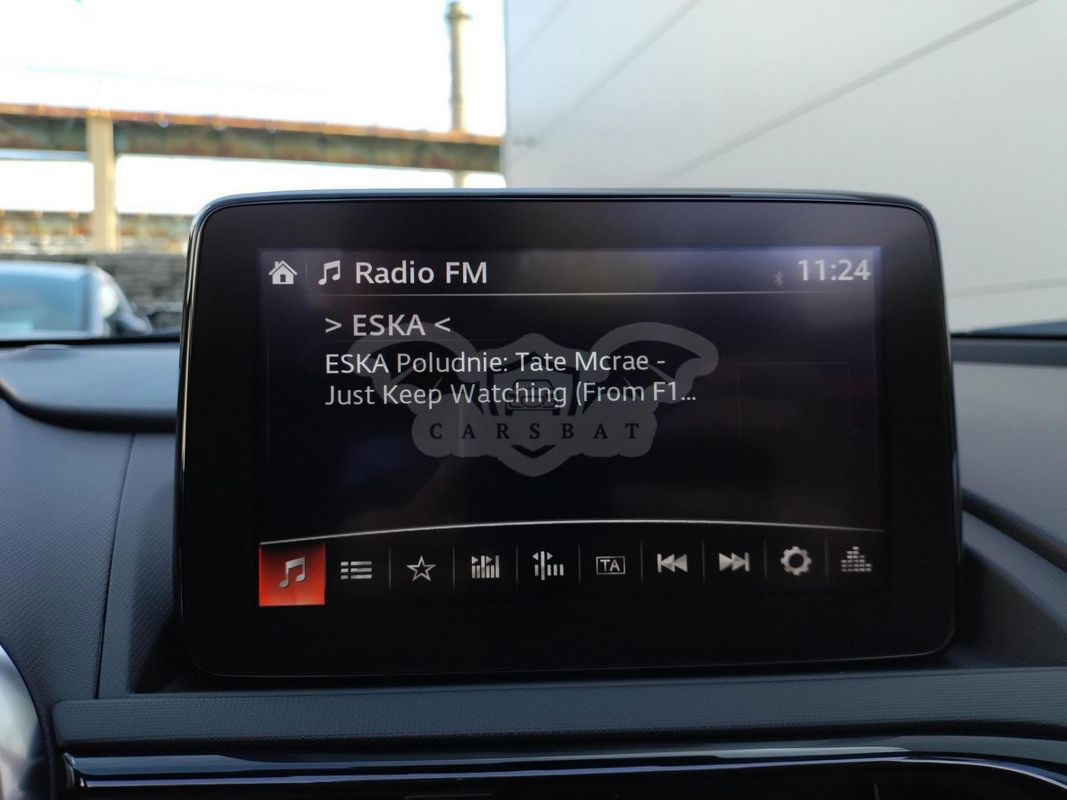 Radio FM
11:24
> ESKA <
ESKA Poludnie: Tate Mcrae -
Just Keep Watching (From F1...
CARSBAT
TA